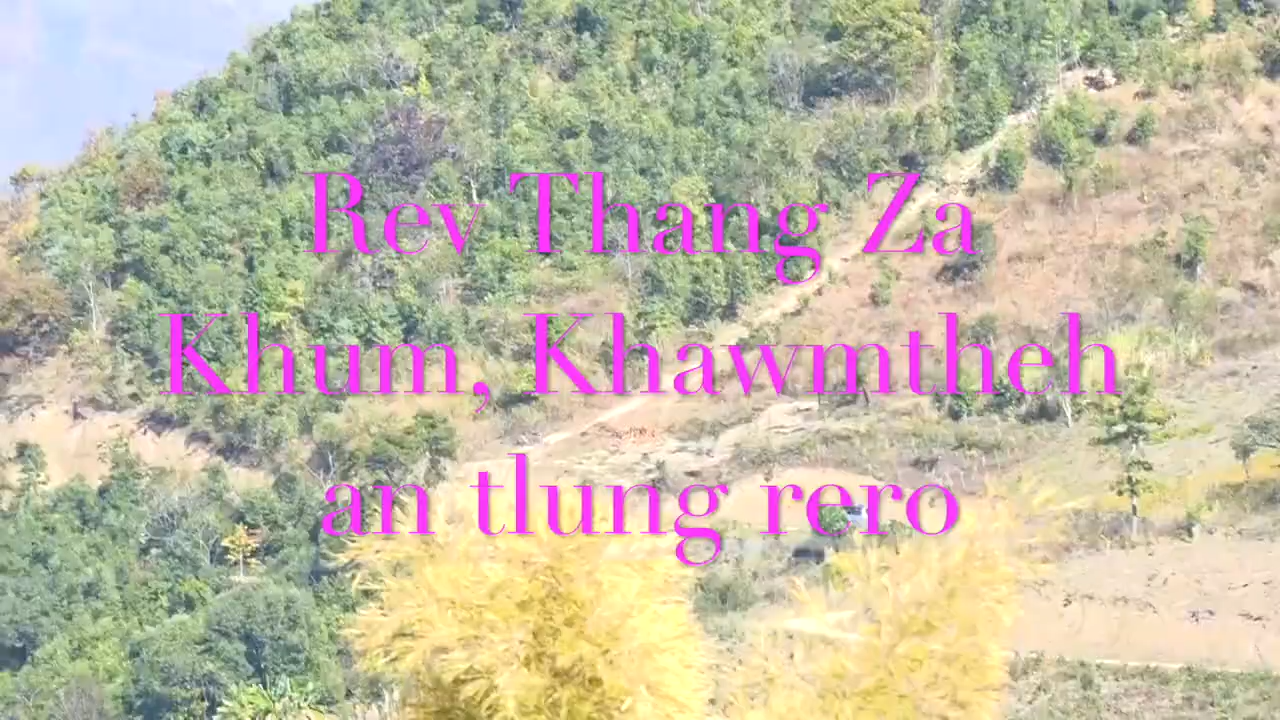 Rev Thang Za
Khum, Khawmtheh
an tlung rero